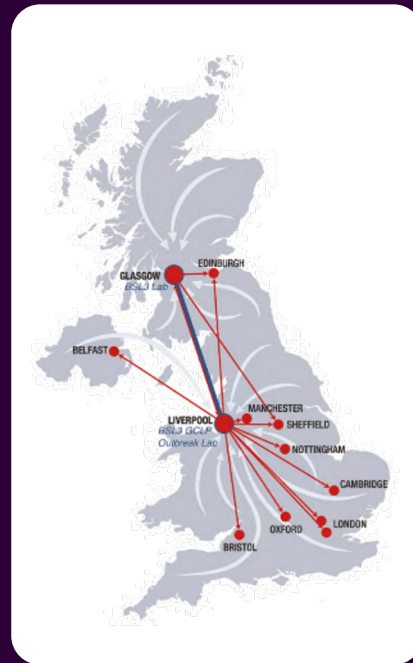 EDINBURGH
GLASGOW
BSL3 Lab
BELFAST
MANCHESTER
LIVERPOOL
SHEFFIELD
BSL3 GCLP
Outbreak Lab
NOTTINGHAM
CAMBRIDGE
LONDON
OXFORD
BRISTOL